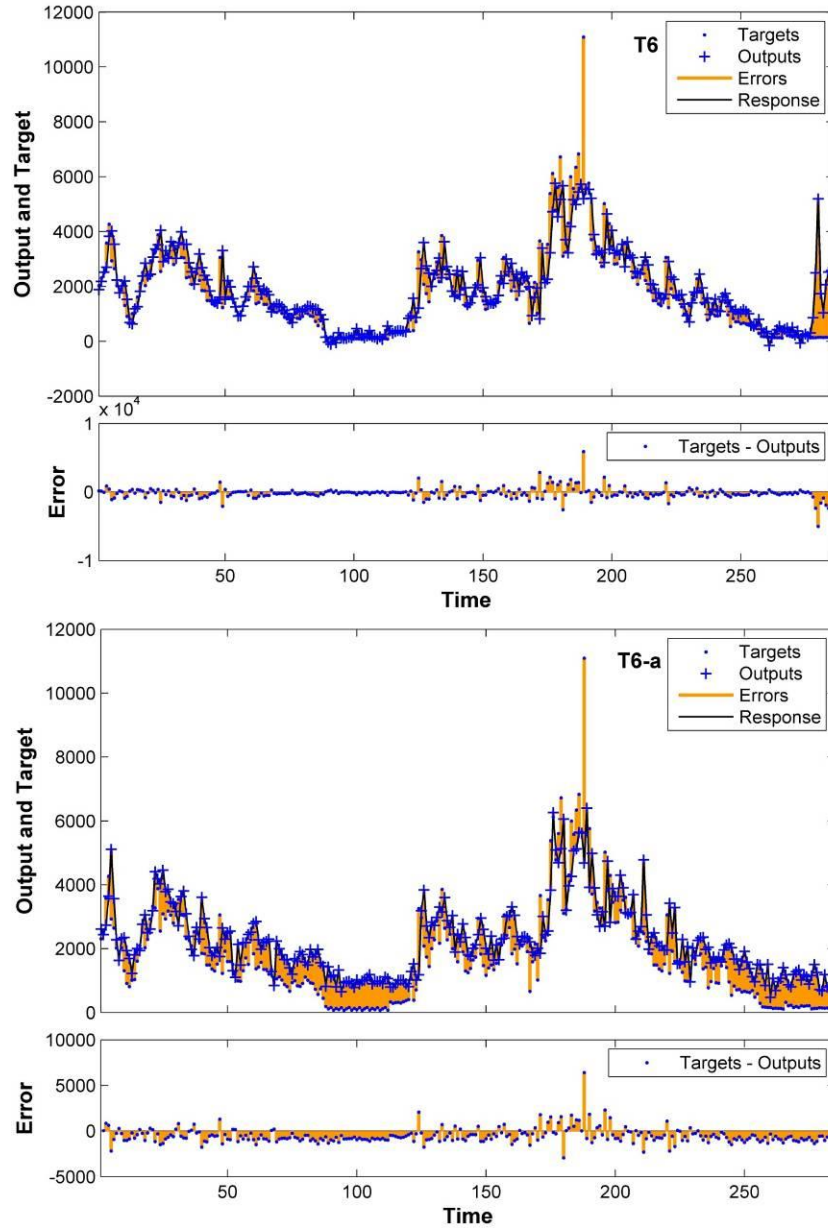 12000
10000
8000
6000
4000
2000
0
-2000
Output and Target
T6
Targets
Outputs
Errors
Response
x 10^4
1
0
-1
Error
Targets - Outputs
50
100
150
200
250
Time
12000
10000
8000
6000
4000
2000
0
Output and Target
T6-a
Targets
Outputs
Errors
Response
10000
5000
0
-5000
Error
Targets - Outputs
50
100
150
200
250
Time